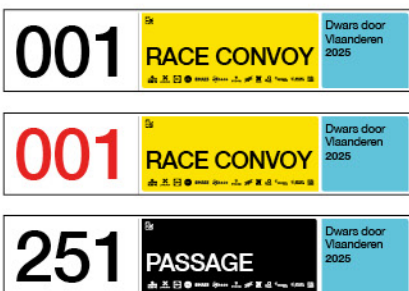 001
RACE CONVOY
Dwars door
Vlaanderen
2025
001
RACE CONVOY
Dwars door
Vlaanderen
2025
251
PASSAGE
Dwars door
Vlaanderen
2025